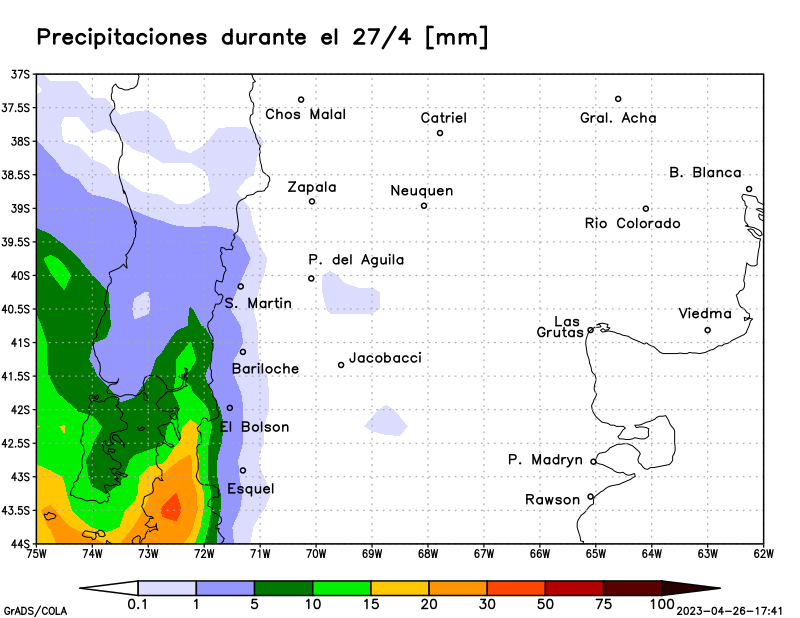 Precipitaciones durante el 27/4 [mm]
37S
Chos Malal
Gral. Acha
37.5S
Catriel
38S
B. Blanca
38.5S
Zapala
Neuquen
39S
Rio Colorado
39.5S
P. del Aguila
40S
S. Martin
40.5S
Viedma
Las
Grutas
41S
Jacobacci
Bariloche
41.5S
42S
El Bolson
42.5S
P. Madryn
43S
Esquel
Rawson
43.5S
44S
75W 74W 73W 72W 71W 70W 69W 68W 67W 66W 65W 64W 63W 62W
0.1 1 5 10 15 20 30 50 75 100
GrADS/COLA 2023-04-26-17:41